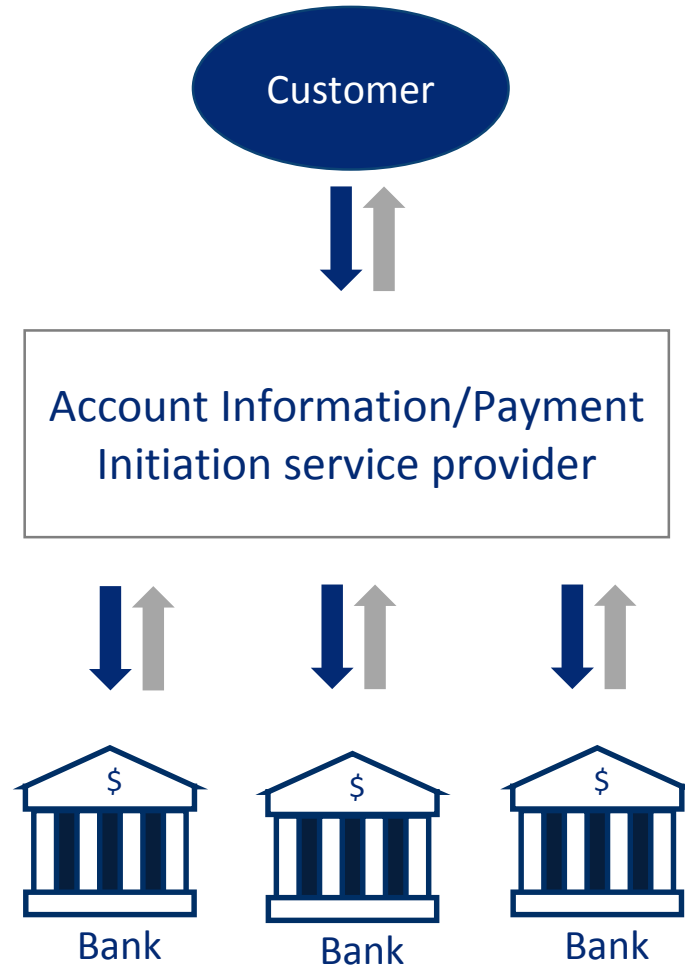 Customer
Account Information/Payment
Initiation service provider
$
$
$
Bank
Bank
Bank